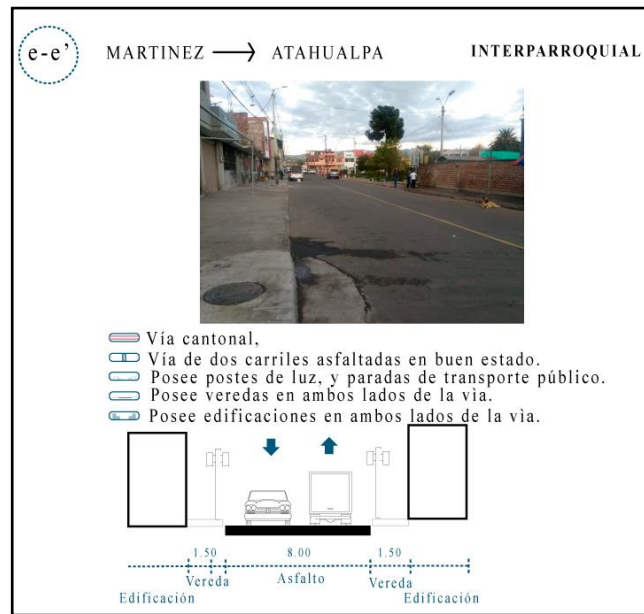 e-e’
MARTINEZ ⟶ ATAHUALPA
INTERPARROQUIAL
Vía cantonal,
Vía de dos carriles asfaltadas en buen estado.
Posee postes de luz, y paradas de transporte público.
Posee veredas en ambos lados de la vìa.
Posee edificaciones en ambos lados de la vìa.
1.50 8.00 1.50
Vereda Asfalto Vereda
Edificación Edificación